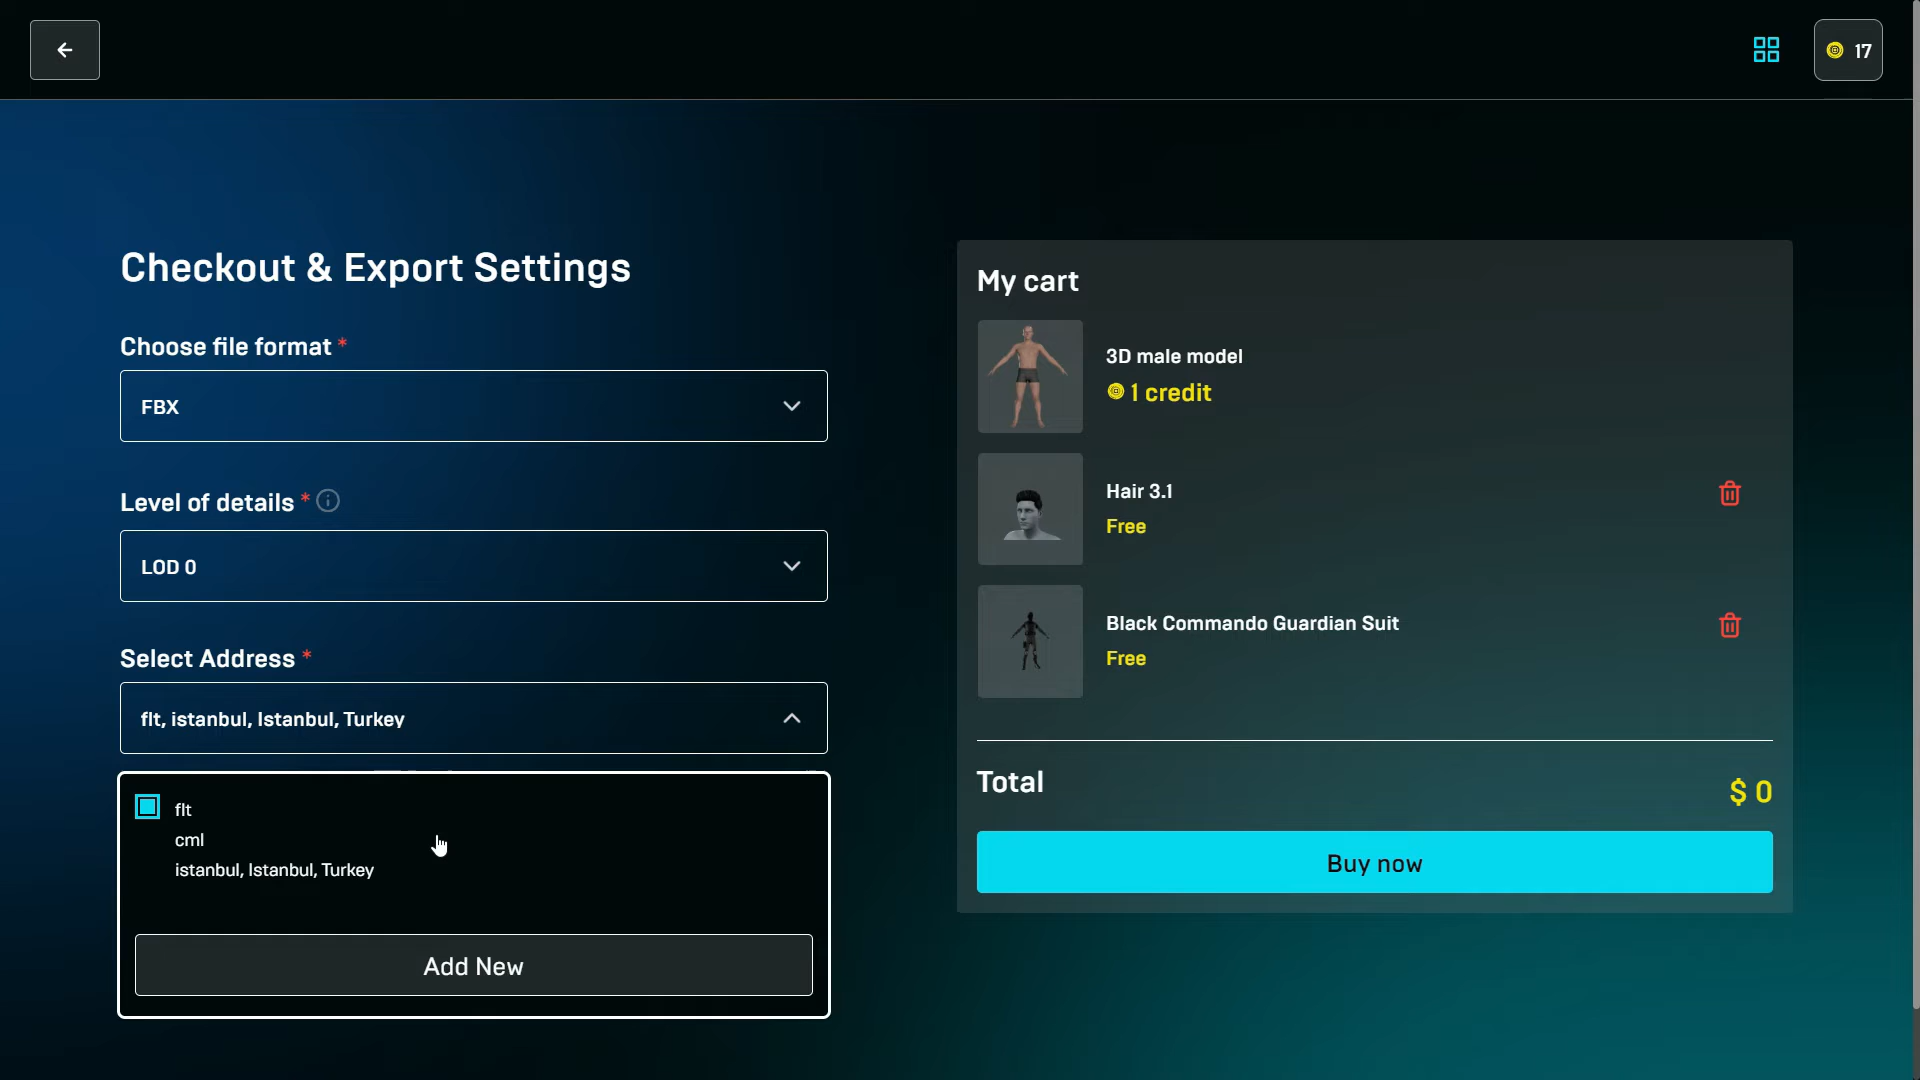 17
Checkout & Export Settings
Choose file format *
FBX
Level of details *
LOD 0
Select Address *
flt, istanbul, Istanbul, Turkey
flt
cml
istanbul, Istanbul, Turkey
Add New
My cart
3D male model
1 credit
Hair 3.1
Free
Black Commando Guardian Suit
Free
Total
$ 0
Buy now